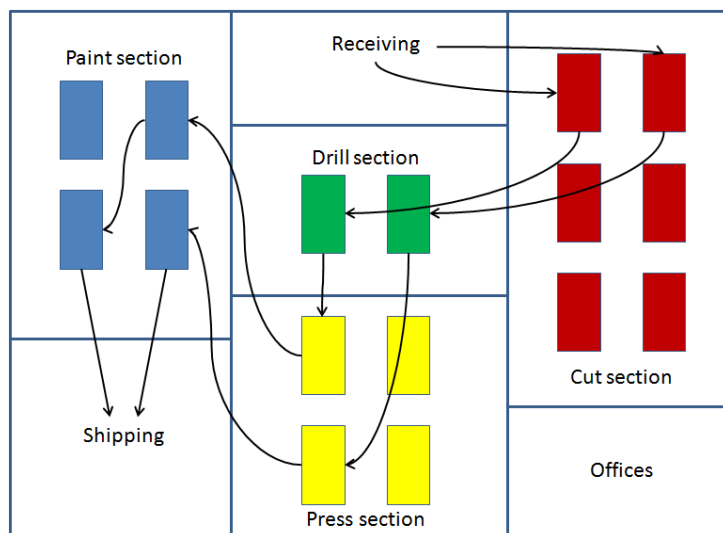 Receiving
Paint section
Drill section
Cut section
Shipping
Offices
Press section